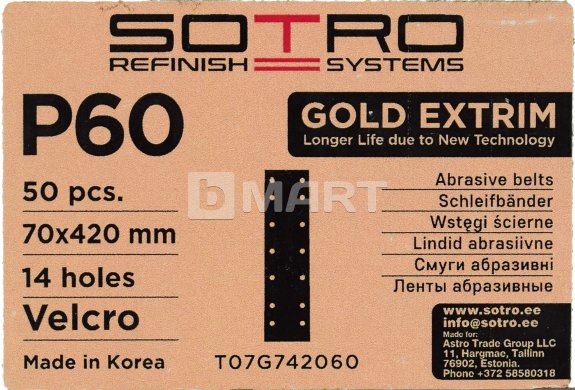 SOTRO
REFINISH SYSTEMS
P60
GOLD EXTRIM
Longer Life due to New Technology
50 pcs.
70x420 mm
14 holes
Velcro
Made in Korea
b MART
T07G742060
Abrasive belts
Schleifbänder
Wstęgi ścierne
Lindid abrasiivne
Смуги абразивні
Ленты абразивные
www.sotro.ee
info@sotro.ee
Made for:
Astro Trade Group LLC
11, Hargmae, Tallinn
76902, Estonia.
Phone +372 58580318